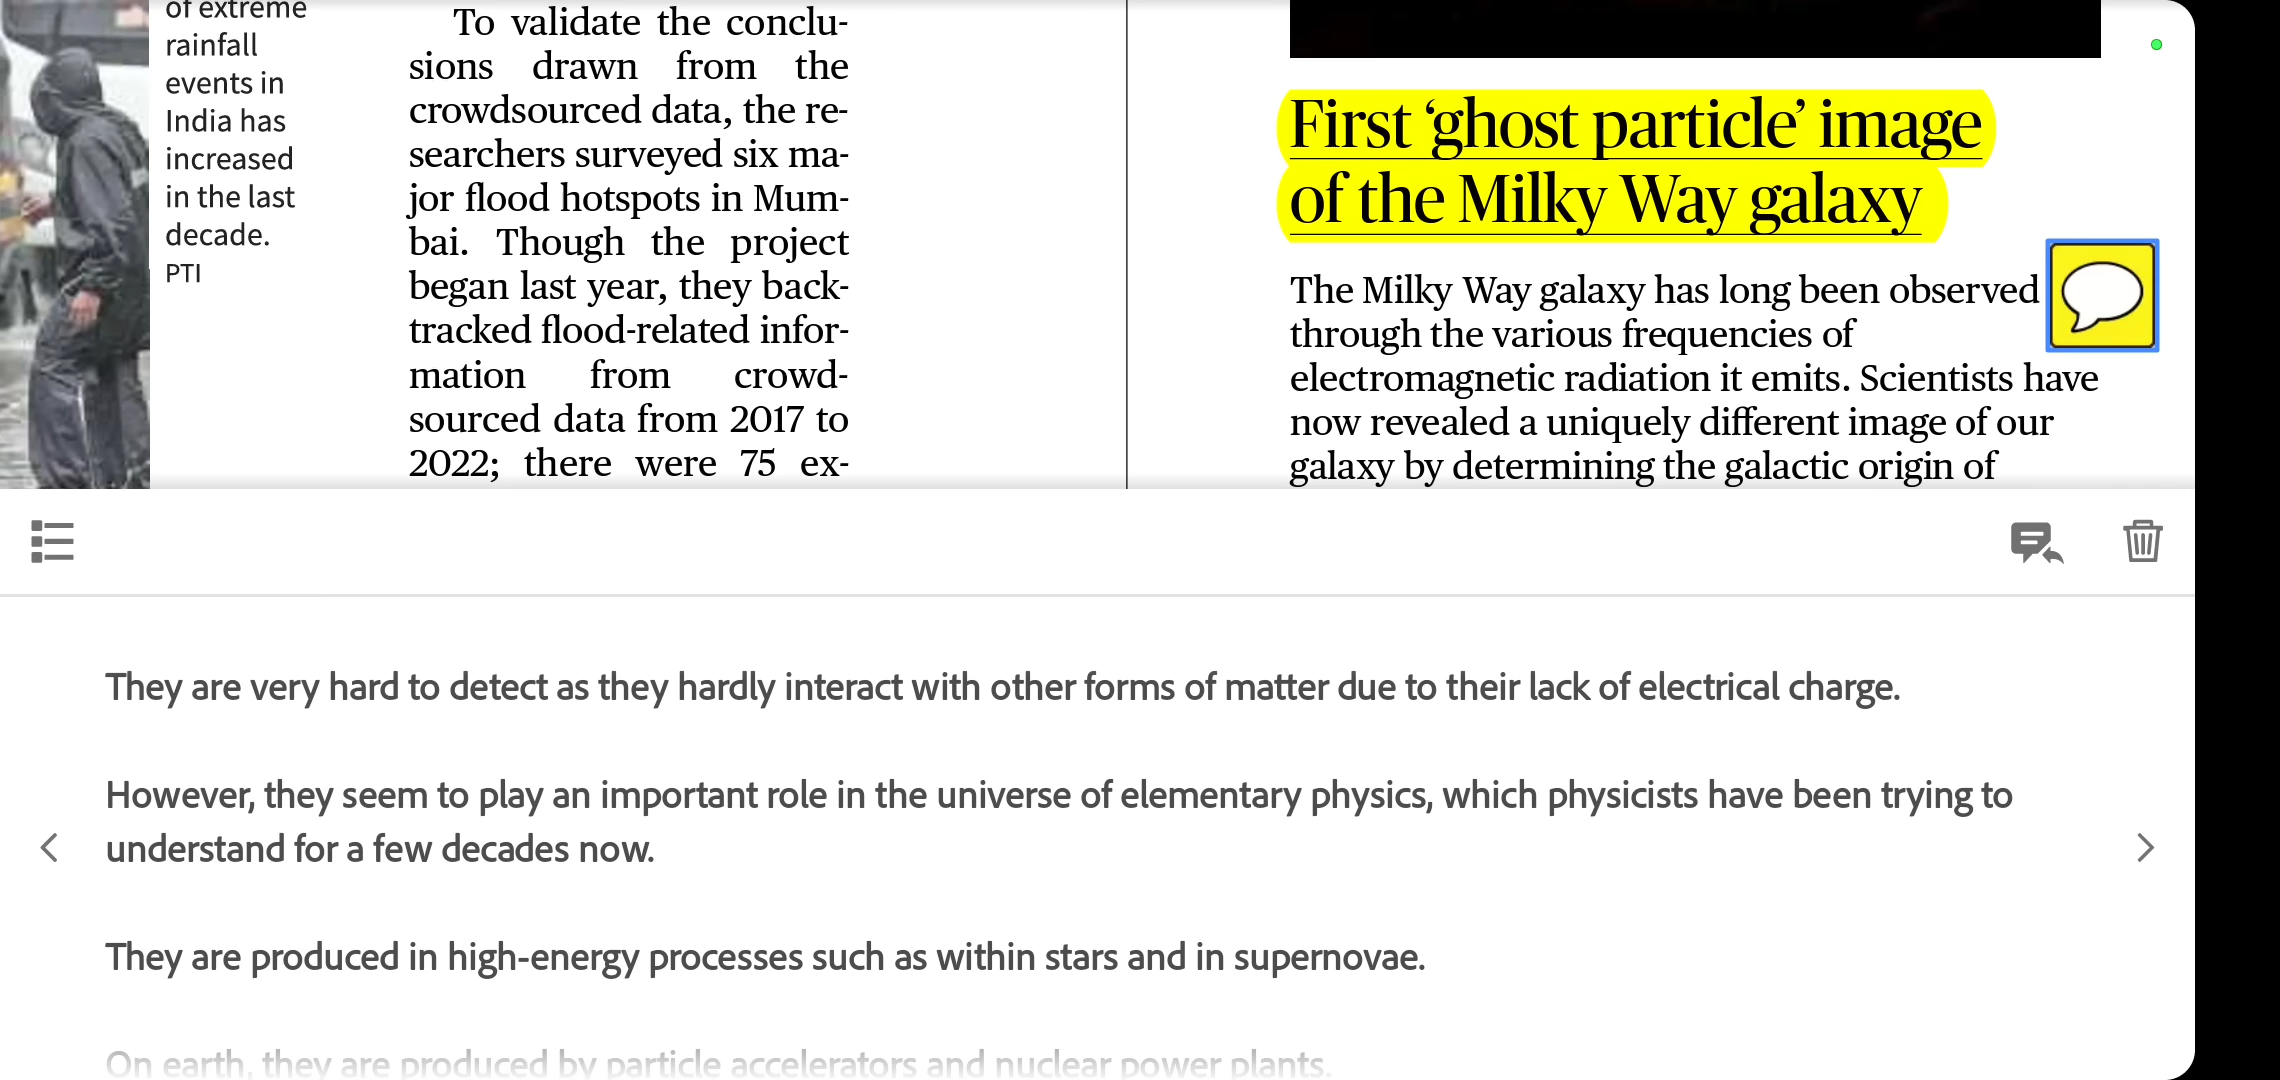 of extreme
rainfall
events in
India has
increased
in the last
decade.
PTI
To validate the conclu-
sions drawn from the
crowdsourced data, the re-
searchers surveyed six ma-
jor flood hotspots in Mum-
bai. Though the project
began last year, they back-
tracked flood-related infor-
mation from crowd-
sourced data from 2017 to
2022; there were 75 ex-
First ‘ghost particle’ image
of the Milky Way galaxy
The Milky Way galaxy has long been observed
through the various frequencies of
electromagnetic radiation it emits. Scientists have
now revealed a uniquely different image of our
galaxy by determining the galactic origin of
They are very hard to detect as they hardly interact with other forms of matter due to their lack of electrical charge.
However, they seem to play an important role in the universe of elementary physics, which physicists have been trying to
understand for a few decades now.
They are produced in high-energy processes such as within stars and in supernovae.
On earth, they are produced by particle accelerators and nuclear power plants.